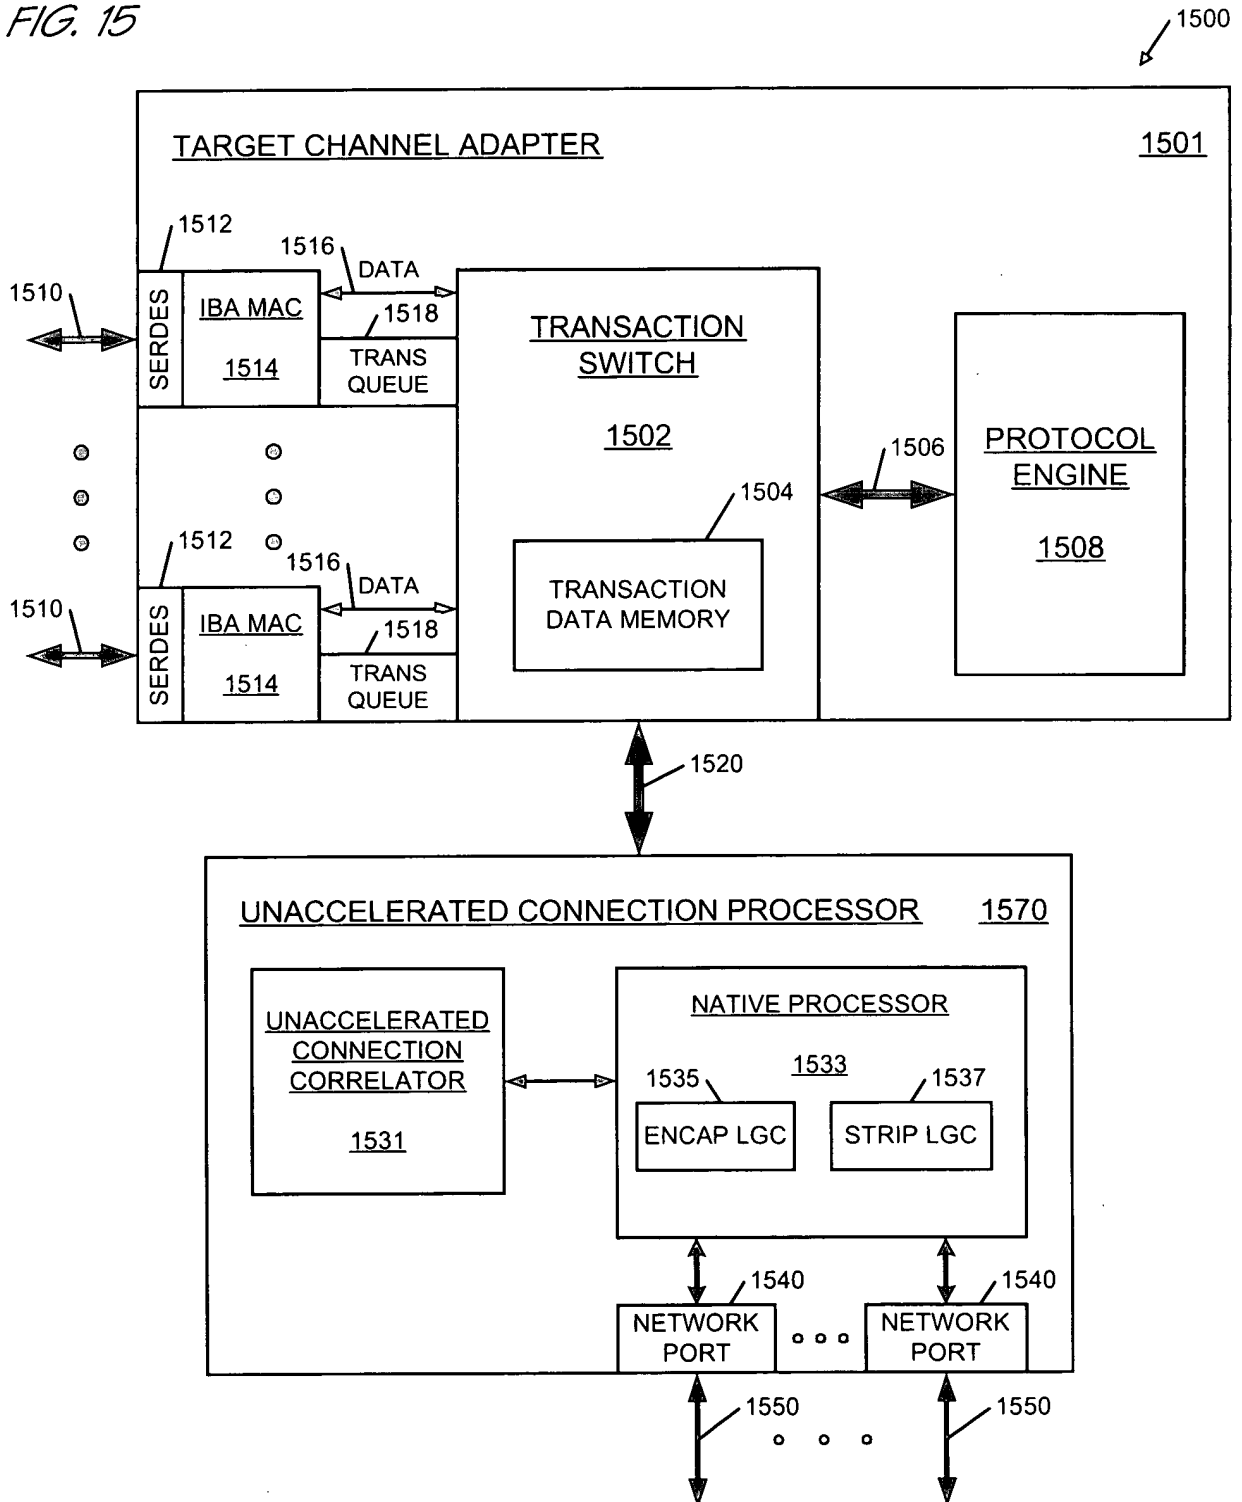 FIG. 15
1500
TARGET CHANNEL ADAPTER
1501
1512
1516
DATA
1510
SERDES
IBA MAC
1514
1518
TRANS
QUEUE
TRANSACTION
SWITCH
1502
1504
TRANSACTION
DATA MEMORY
1506
PROTOCOL
ENGINE
1508
1512
1516
DATA
1510
SERDES
IBA MAC
1514
1518
TRANS
QUEUE
1520
UNACCELERATED CONNECTION PROCESSOR
1570
UNACCELERATED
CONNECTION
CORRELATOR
1531
NATIVE PROCESSOR
1533
1535
ENCAP LGC
1537
STRIP LGC
1540
NETWORK
PORT
1540
NETWORK
PORT
1550
1550